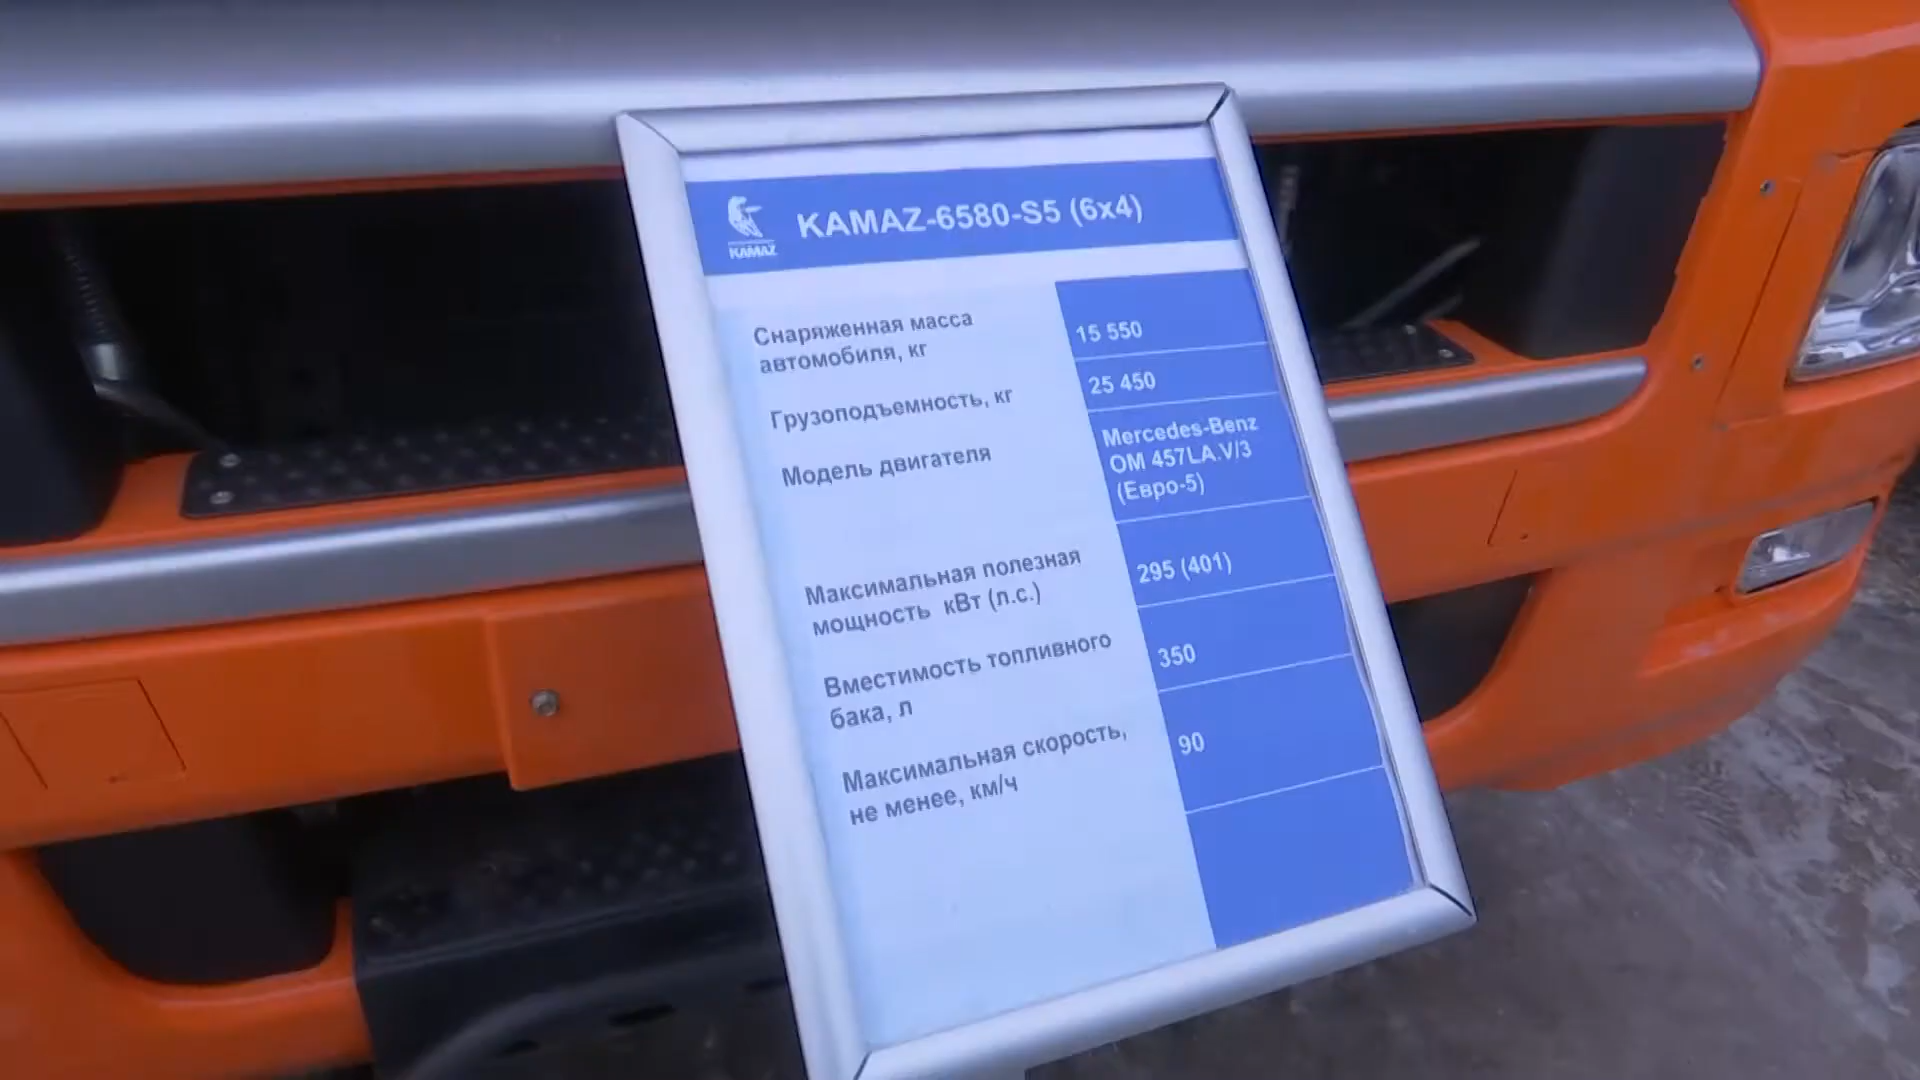 KAMAZ
KAMAZ-6580-S5 (6x4)
Снаряженная масса
автомобиля, кг
15 550
Грузоподъемность, кг
25 450
Модель двигателя
Mercedes-Benz
OM 457LA.V/3
(Евро-5)
Максимальная полезная
мощность кВт (л.с.)
295 (401)
Вместимость топливного
бака, л
350
Максимальная скорость,
не менее, км/ч
90